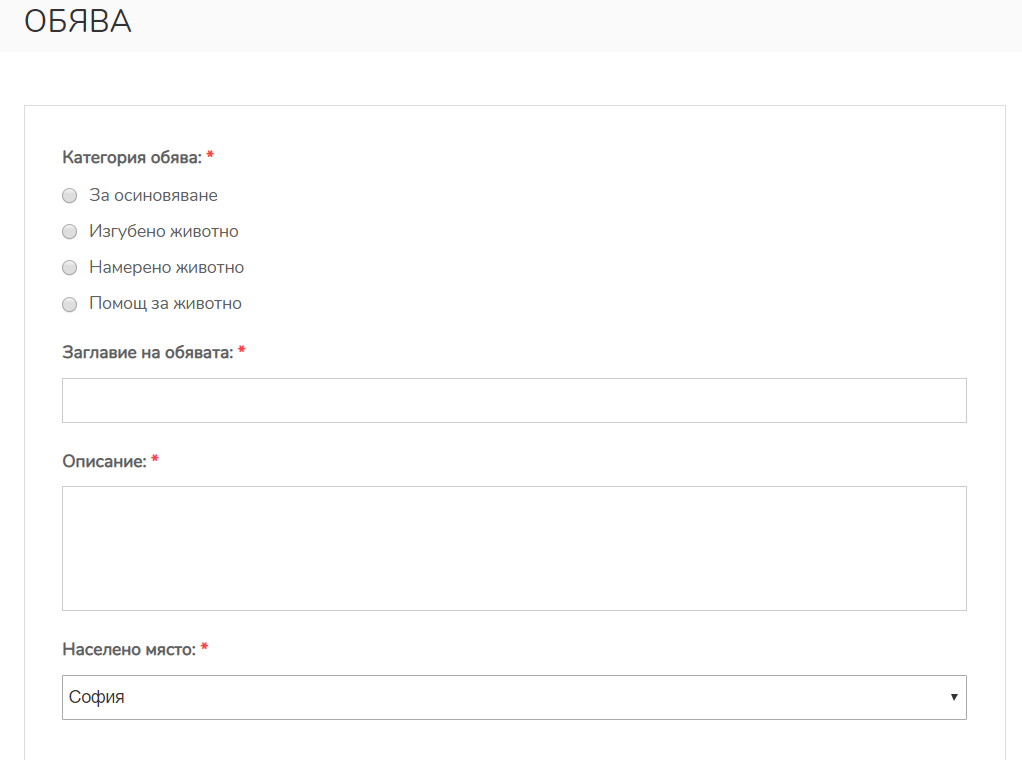 ОБЯВА
Категория обява: *
За осиновяване
Изгубено животно
Намерено животно
Помощ за животно
Заглавие на обявата: *
Описание: *
Населено място: *
София